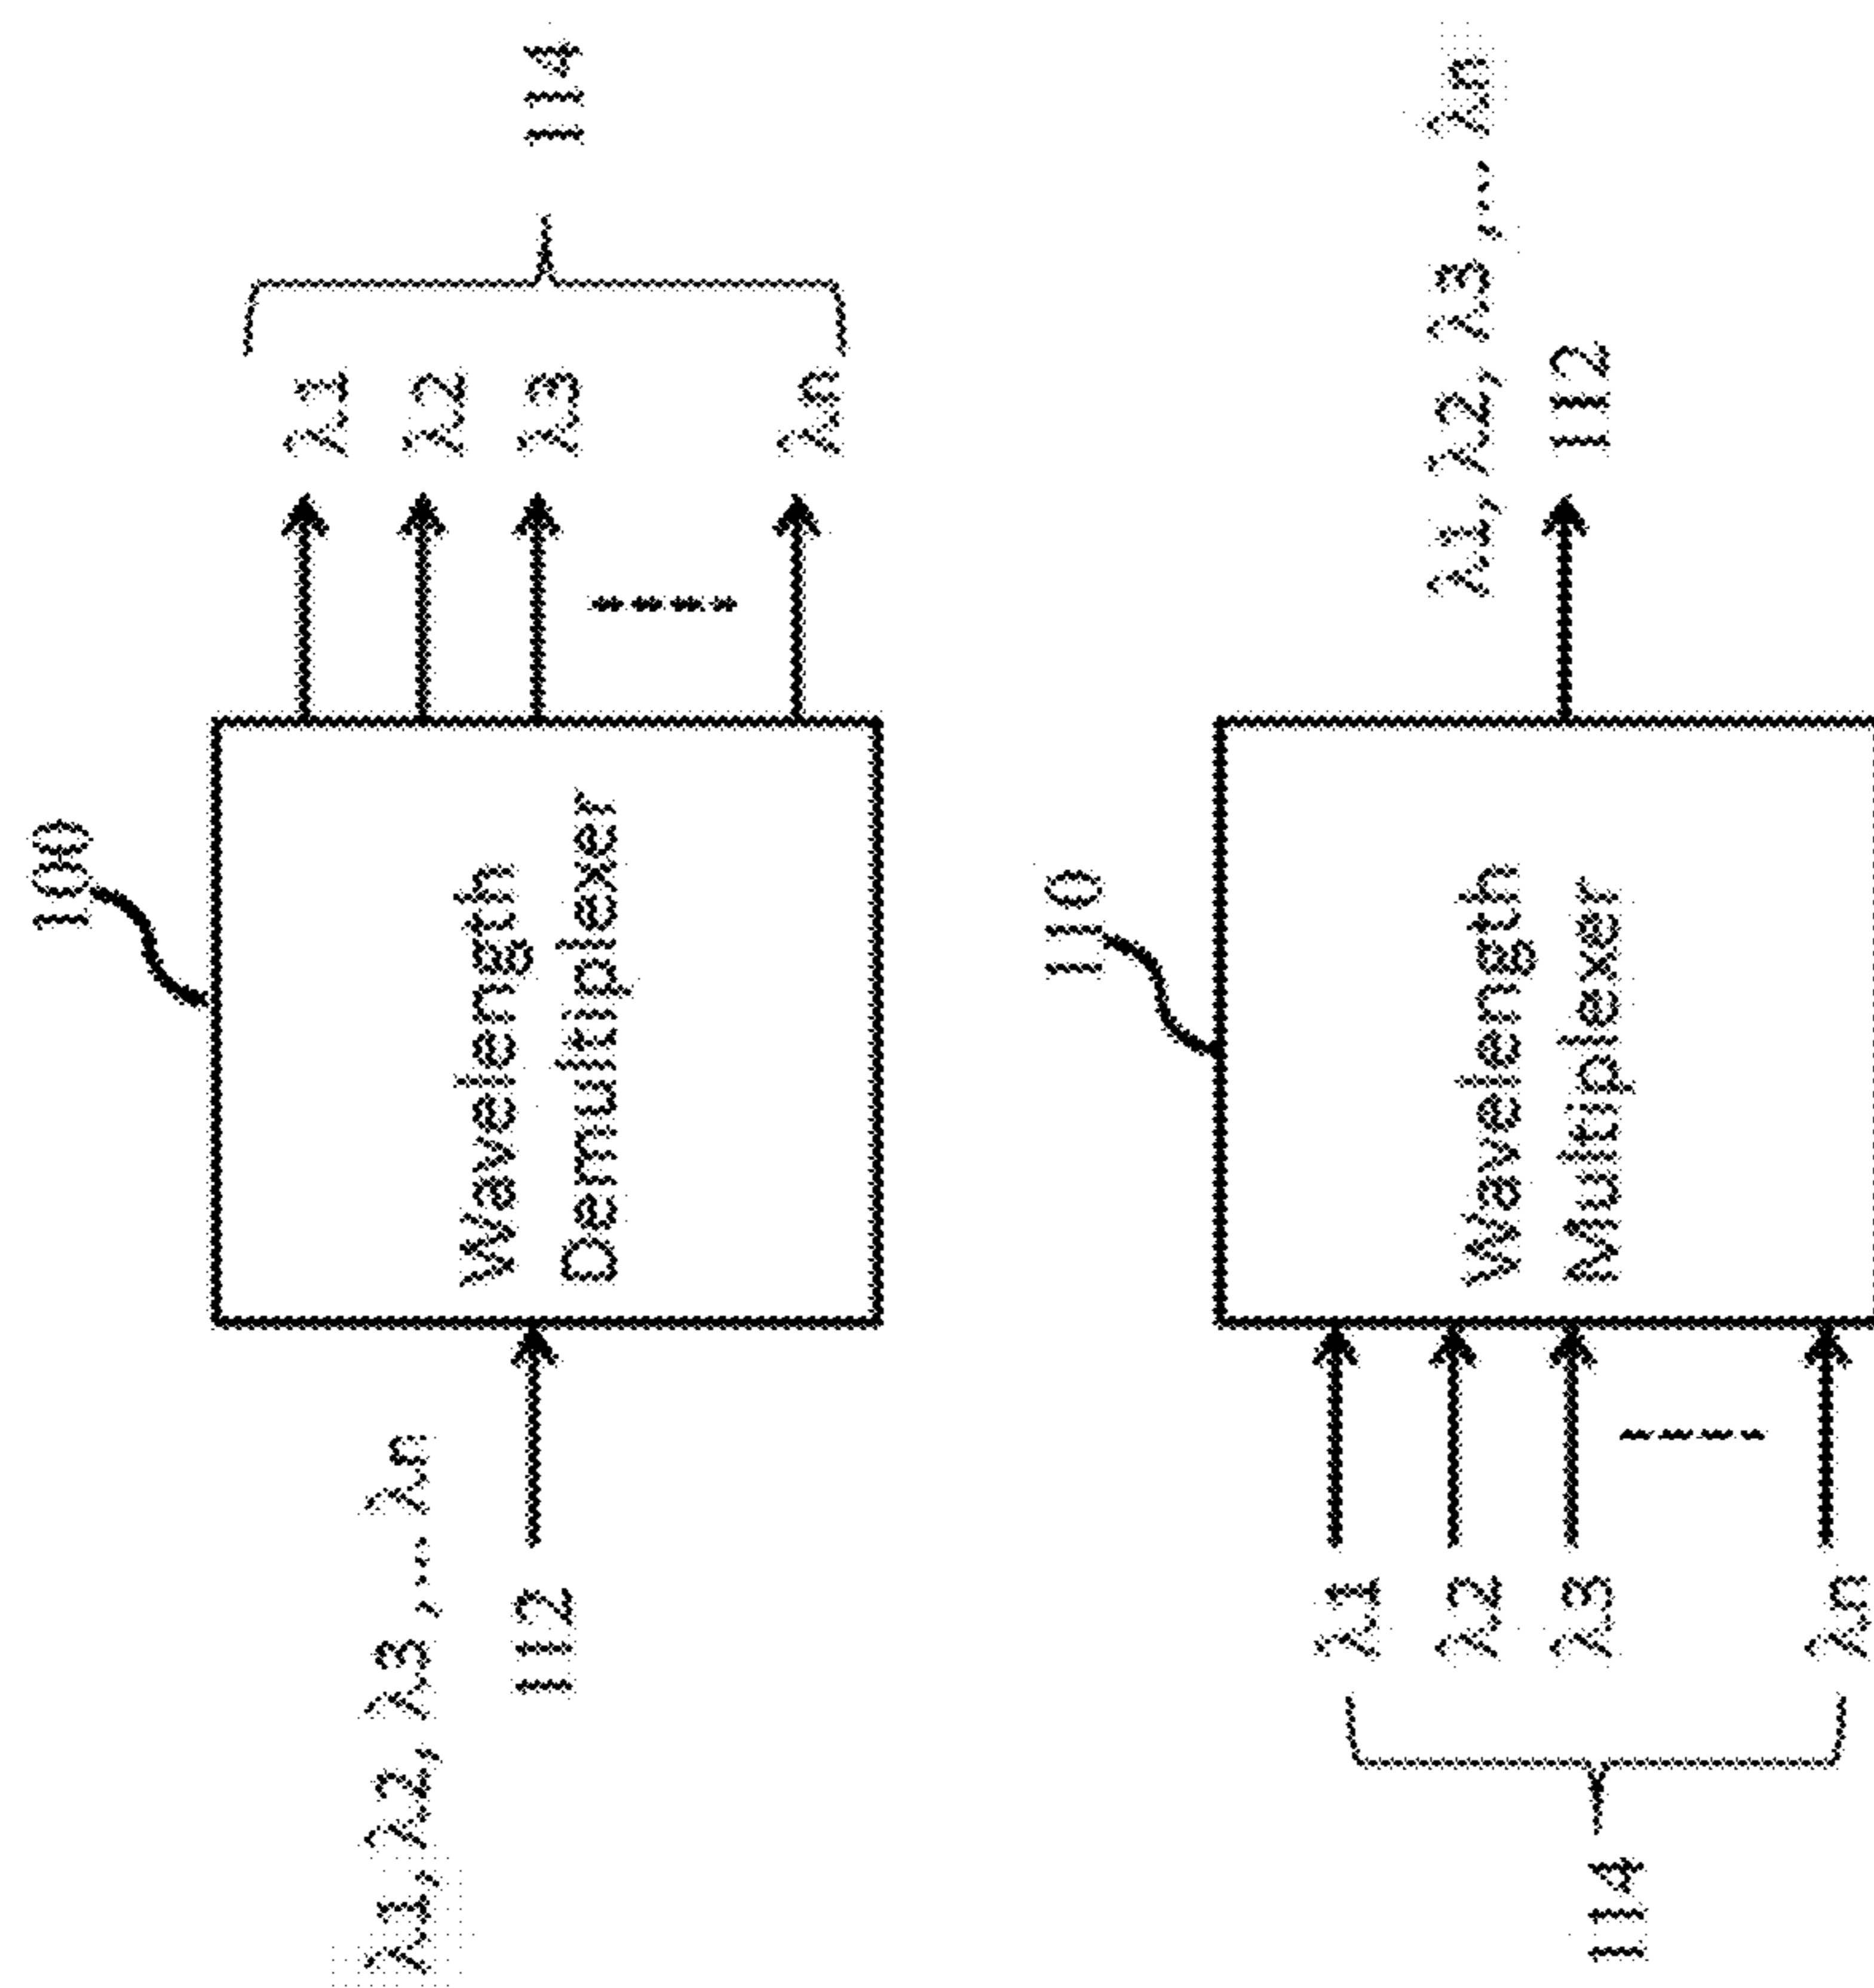 100
λ1, λ2, λ3, ... λn
112
Wavelength
Demultiplexer
λ1
λ2
λ3
λn
114
110
114
λ1
λ2
λ3
λn
Wavelength
Multiplexer
λ1, λ2, λ3, ... λn
112